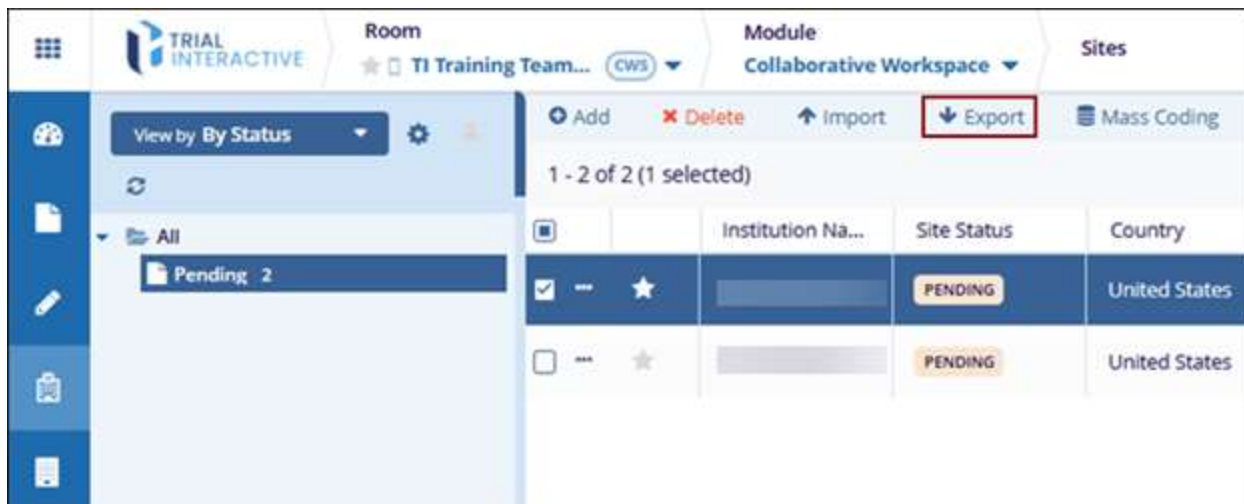 TRIAL
INTERACTIVE
Room
TI Training Team... CWS
Module
Collaborative Workspace
Sites
View by By Status
Add Delete Import Export Mass Coding
1 - 2 of 2 (1 selected)
All
Pending 2
Institution Na... Site Status Country
PENDING United States
PENDING United States